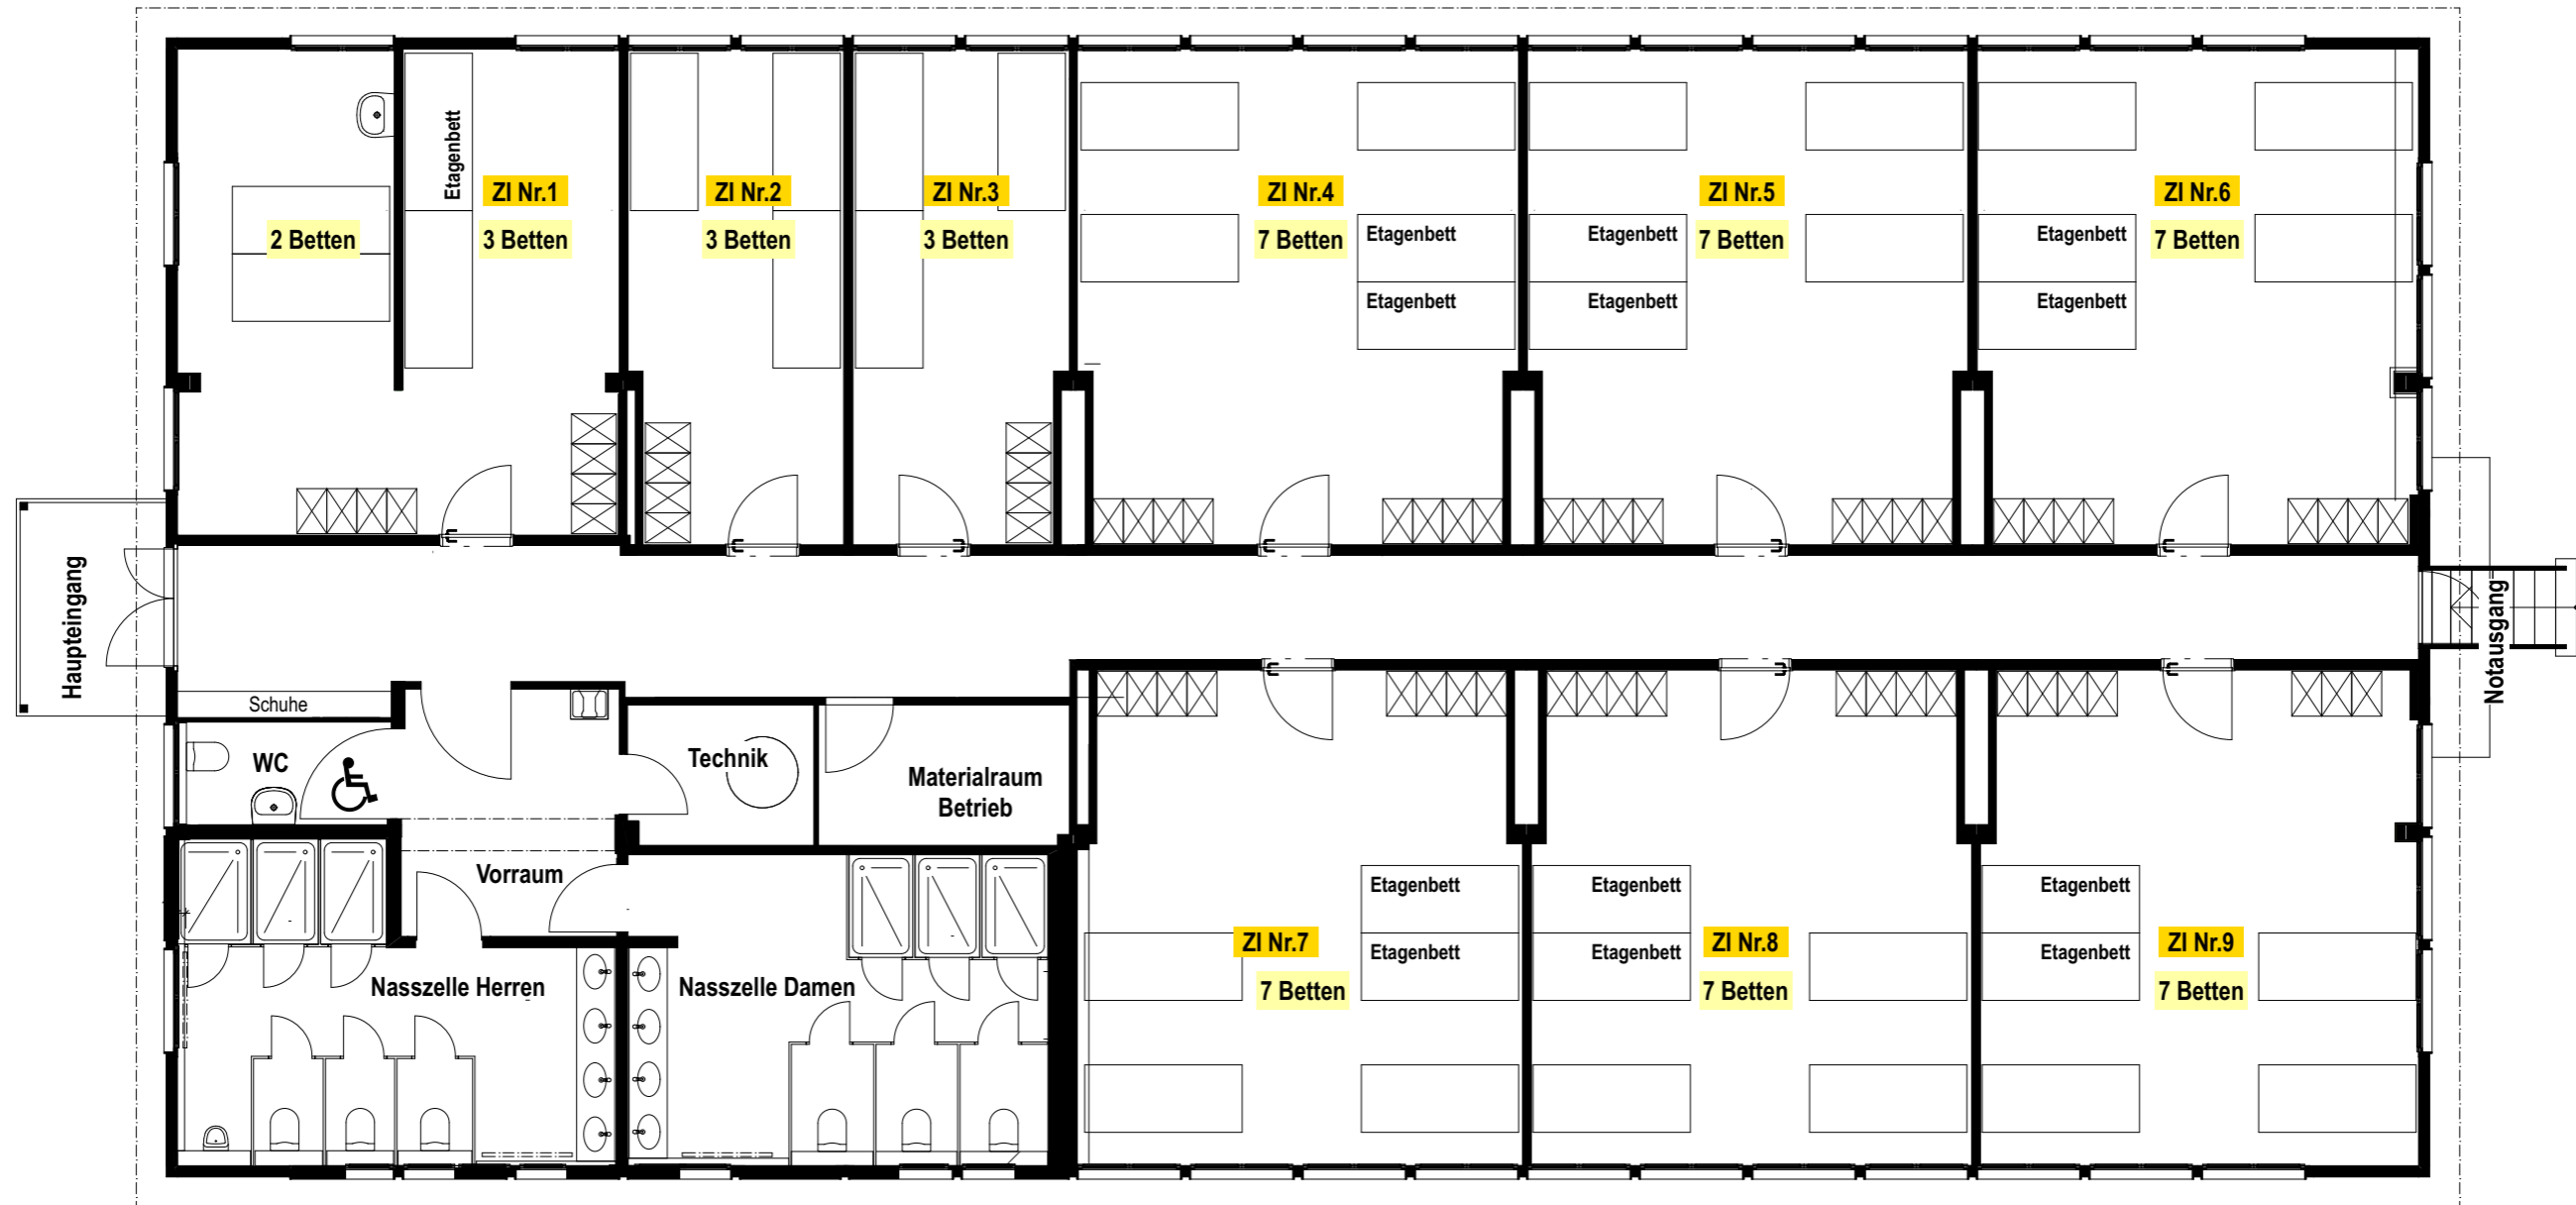 Etagenbett
ZI Nr.1
ZI Nr.2
ZI Nr.3
ZI Nr.4
ZI Nr.5
ZI Nr.6
2 Betten
3 Betten
3 Betten
3 Betten
7 Betten
Etagenbett
Etagenbett
7 Betten
Etagenbett
7 Betten
Etagenbett
Etagenbett
Etagenbett
Haupteingang
Notausgang
Schuhe
WC
Technik
Materialraum
Betrieb
Vorraum
Etagenbett
Etagenbett
Etagenbett
ZI Nr.7
Etagenbett
Etagenbett
ZI Nr.8
Etagenbett
ZI Nr.9
Nasszelle Herren
Nasszelle Damen
7 Betten
7 Betten
7 Betten